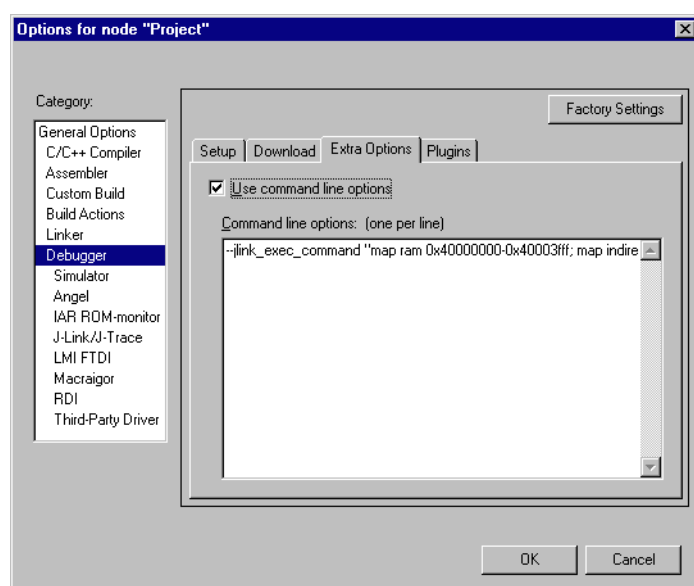 Options for node "Project"
Category:
Factory Settings
General Options
C/C++ Compiler
Assembler
Custom Build
Build Actions
Linker
Debugger
Simulator
Angel
IAR ROM-monitor
J-Link/J-Trace
LMI FTDI
Macraigor
RDI
Third-Party Driver
Setup Download Extra Options Plugins
Use command line options
Command line options: (one per line)
--jlink_exec_command "map ram 0x40000000-0x40003fff; map indire
OK Cancel